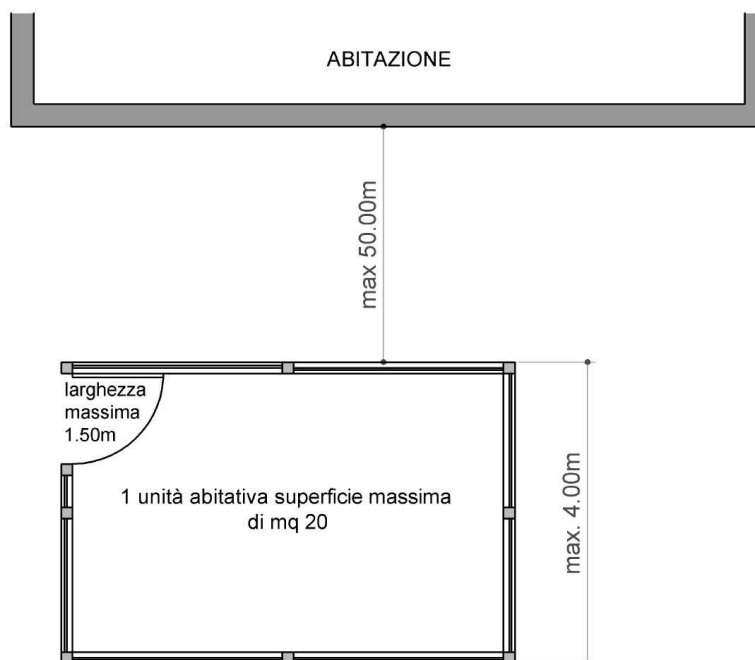 ABITAZIONE
max 50.00m
larghezza
massima
1.50m
1 unità abitativa superficie massima
di mq 20
max. 4.00m